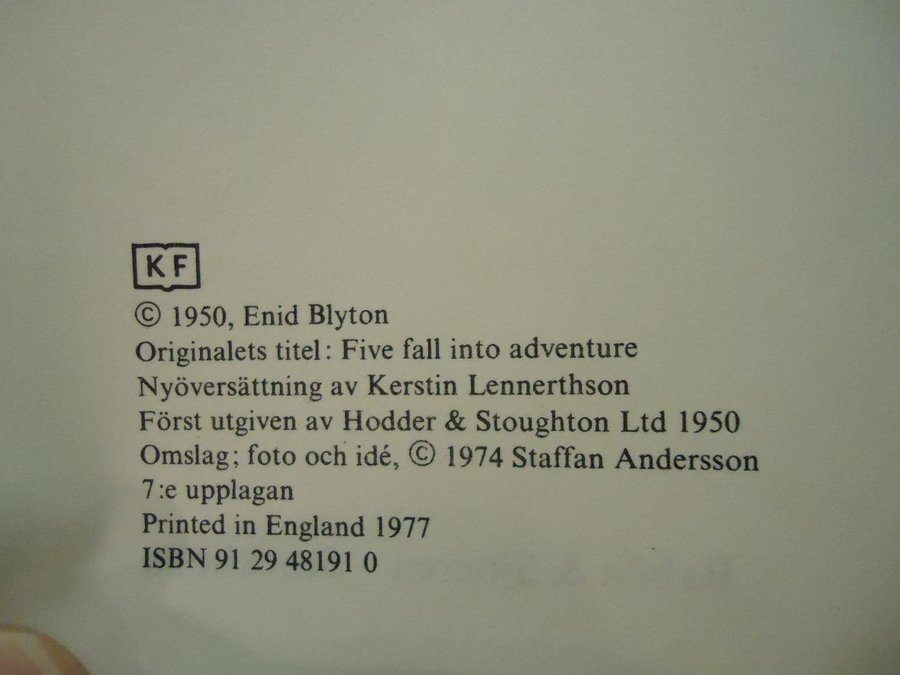 KF
© 1950, Enid Blyton
Originalets titel: Five fall into adventure
Nyöversättning av Kerstin Lennerthson
Först utgiven av Hodder & Stoughton Ltd 1950
Omslag; foto och idé, © 1974 Staffan Andersson
7:e upplagan
Printed in England 1977
ISBN 91 29 48191 0